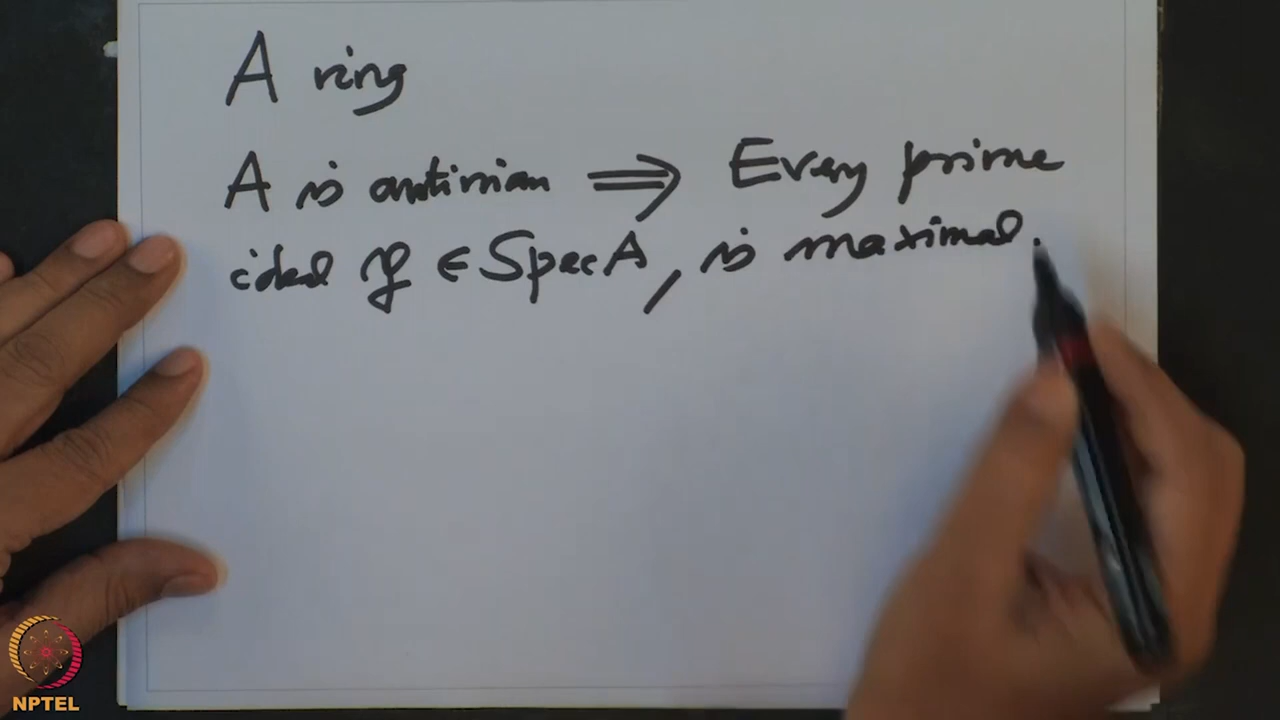 A ring
A is artinian ⟹ Every prime
ideal 𝔭 ∈ Spec A, is maximal.
NPTEL